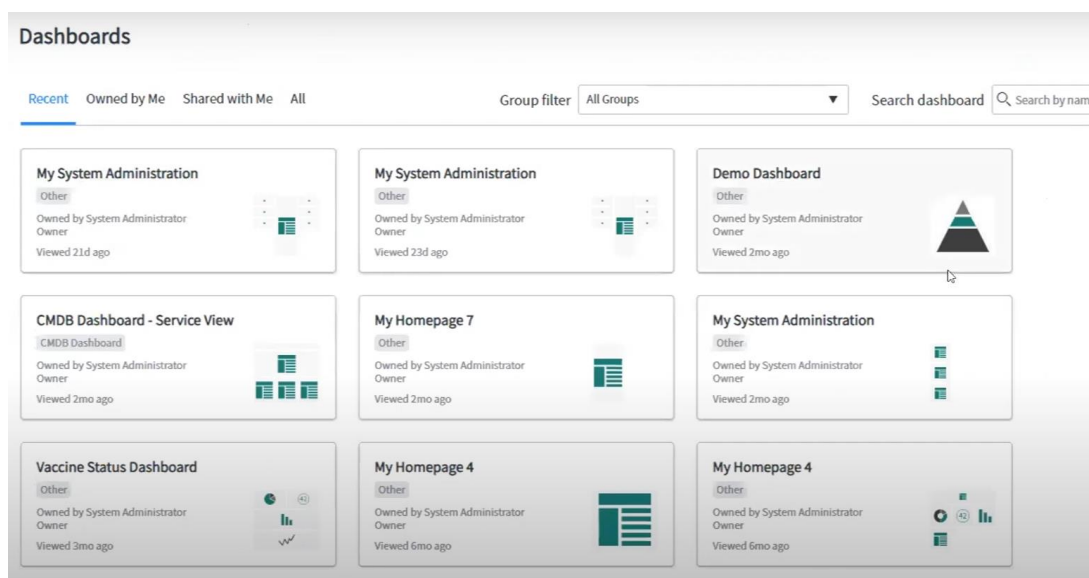 Dashboards
Recent Owned by Me Shared with Me All Group filter All Groups Search dashboard Search by nam
My System Administration
Other
Owned by System Administrator
Owner
Viewed 21d ago
My System Administration
Other
Owned by System Administrator
Owner
Viewed 23d ago
Demo Dashboard
Other
Owned by System Administrator
Owner
Viewed 2mo ago
CMDB Dashboard - Service View
CMDB Dashboard
Owned by System Administrator
Owner
Viewed 2mo ago
My Homepage 7
Other
Owned by System Administrator
Owner
Viewed 2mo ago
My System Administration
Other
Owned by System Administrator
Owner
Viewed 2mo ago
Vaccine Status Dashboard
Other
Owned by System Administrator
Owner
Viewed 3mo ago
42
My Homepage 4
Other
Owned by System Administrator
Owner
Viewed 6mo ago
My Homepage 4
Other
Owned by System Administrator
Owner
Viewed 6mo ago
42